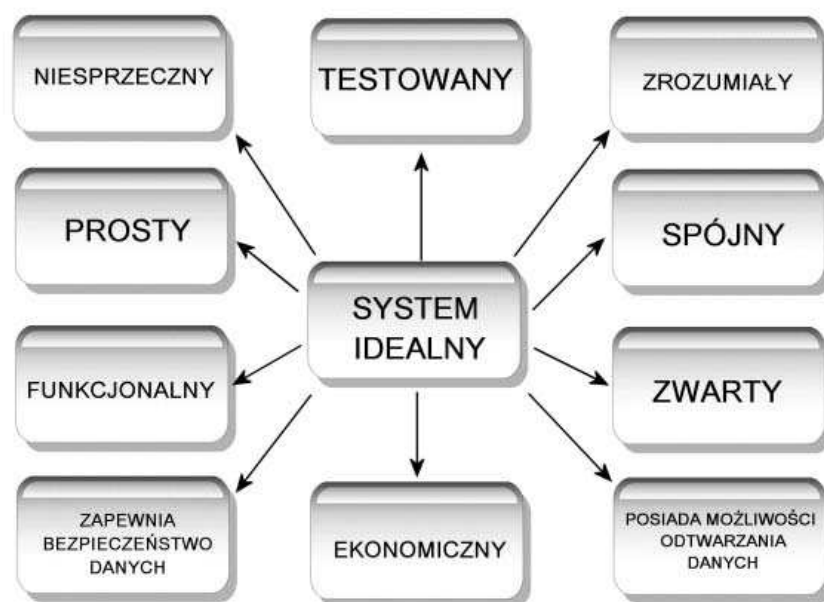 NIESPRZECZNY
TESTOWANY
ZROZUMIAŁY
PROSTY
SPÓJNY
SYSTEM
IDEALNY
FUNKCJONALNY
ZWARTY
ZAPEWNIA
BEZPIECZEŃSTWO
DANYCH
EKONOMICZNY
POSIADA MOŻLIWOŚCI
ODTWARZANIA
DANYCH